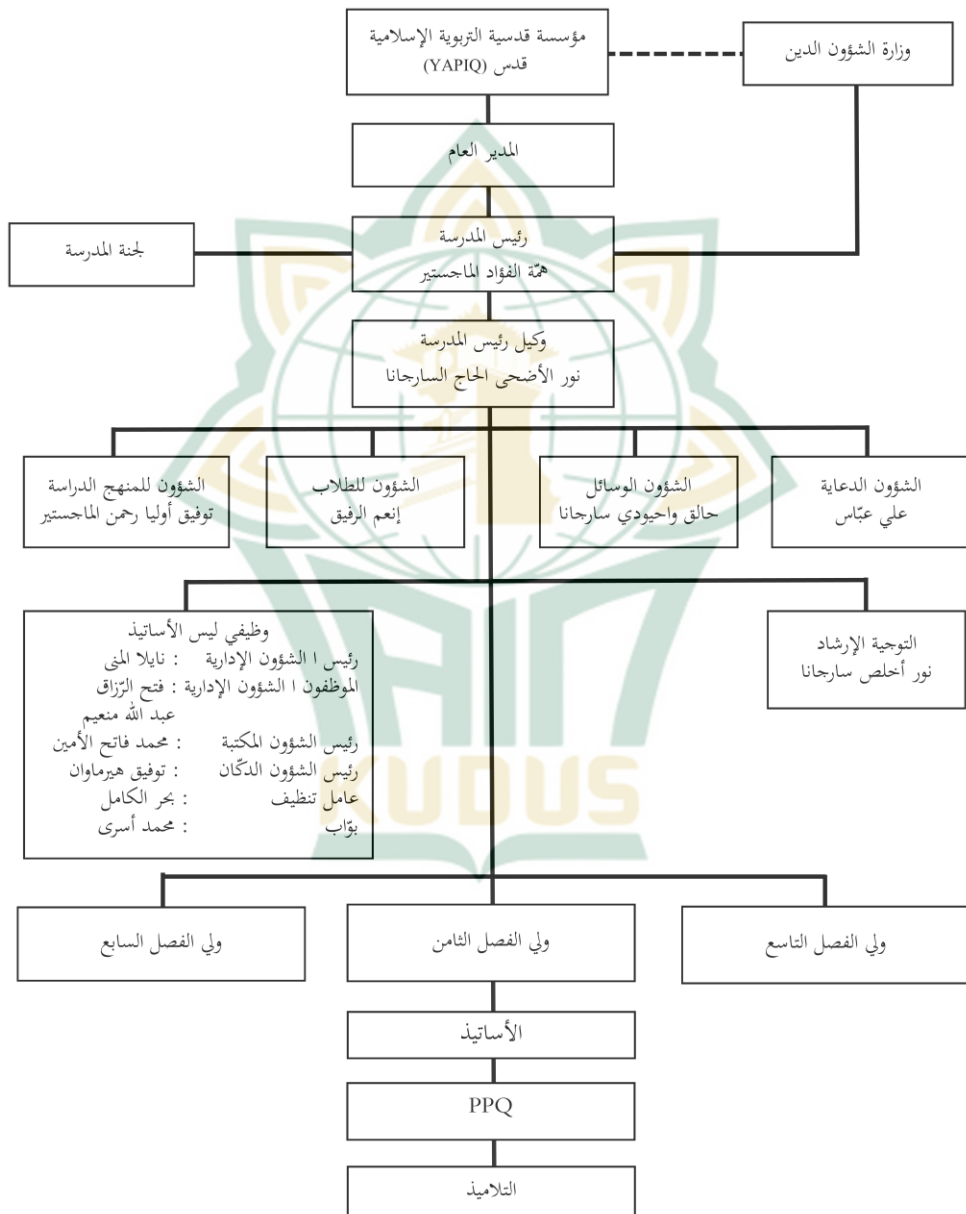 مؤسسة قدسية التربوية الإسلامية
قدس (YAPIQ)
وزارة الشؤون الدين
المدير العام
رئيس المدرسة
همّة الفؤاد الماجستير
لجنة المدرسة
وكيل رئيس المدرسة
نور الأضحى الحاج السارجانا
الشؤون الدعاية
علي عبّاس
الشؤون الوسائل
حالق واحيودي سارجانا
الشؤون للطلاب
إنعم الرفيق
الشؤون للمنهج الدراسة
توفيق أوليا رحمن الماجستير
التوجية الإرشاد
نور أخلص سارجانا
وظيفي ليس الأساتيذ
رئيس ا الشؤون الإدارية : نايلا المنى
الموظفون ا الشؤون الإدارية : فتح الرّزاق
عبد الله منعيم
رئيس الشؤون المكتبة : محمد فاتح الأمين
رئيس الشؤون الدكّان : توفيق هيرماوان
عامل تنظيف : بحر الكامل
بوّاب : محمد أسرى
KUDUS
ولي الفصل التاسع
ولي الفصل الثامن
ولي الفصل السابع
الأساتيذ
PPQ
التلاميذ